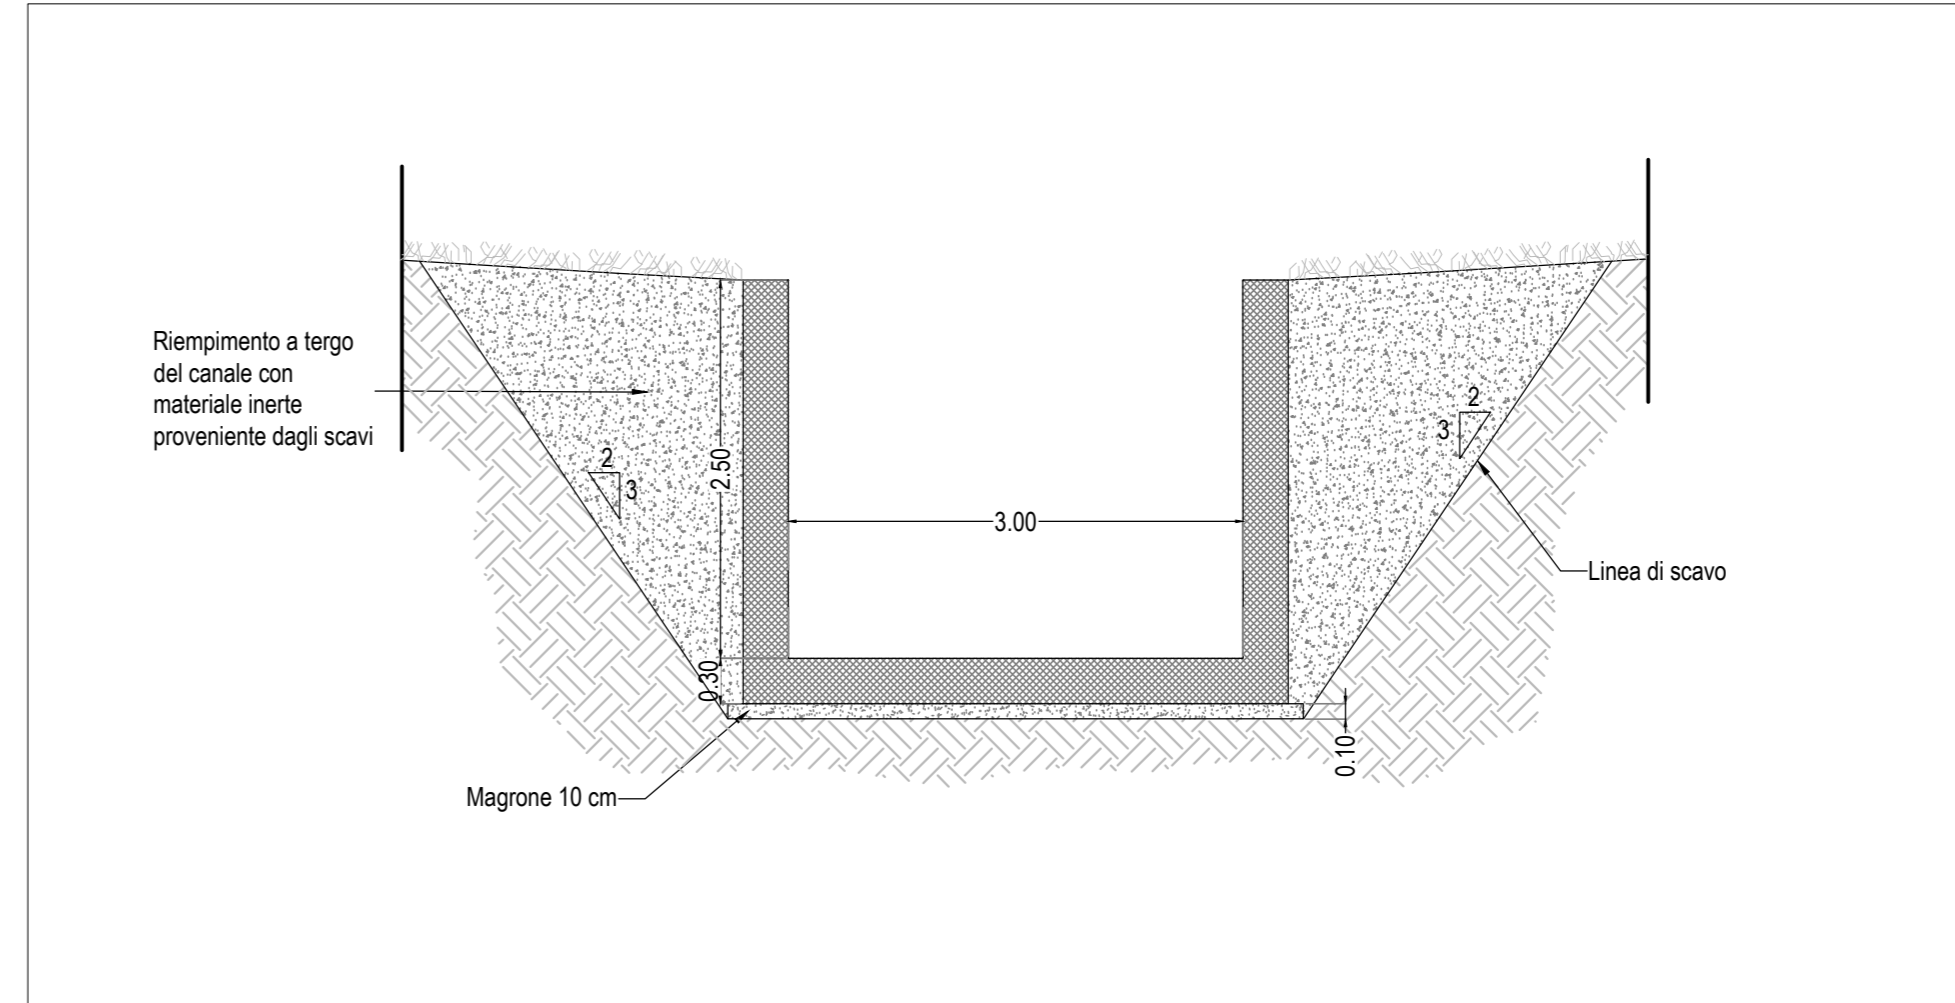 Riempimento a tergo
del canale con
materiale inerte
proveniente dagli scavi
2
3
2.50
0.30
3.00
2
3
Linea di scavo
0.10
Magrone 10 cm